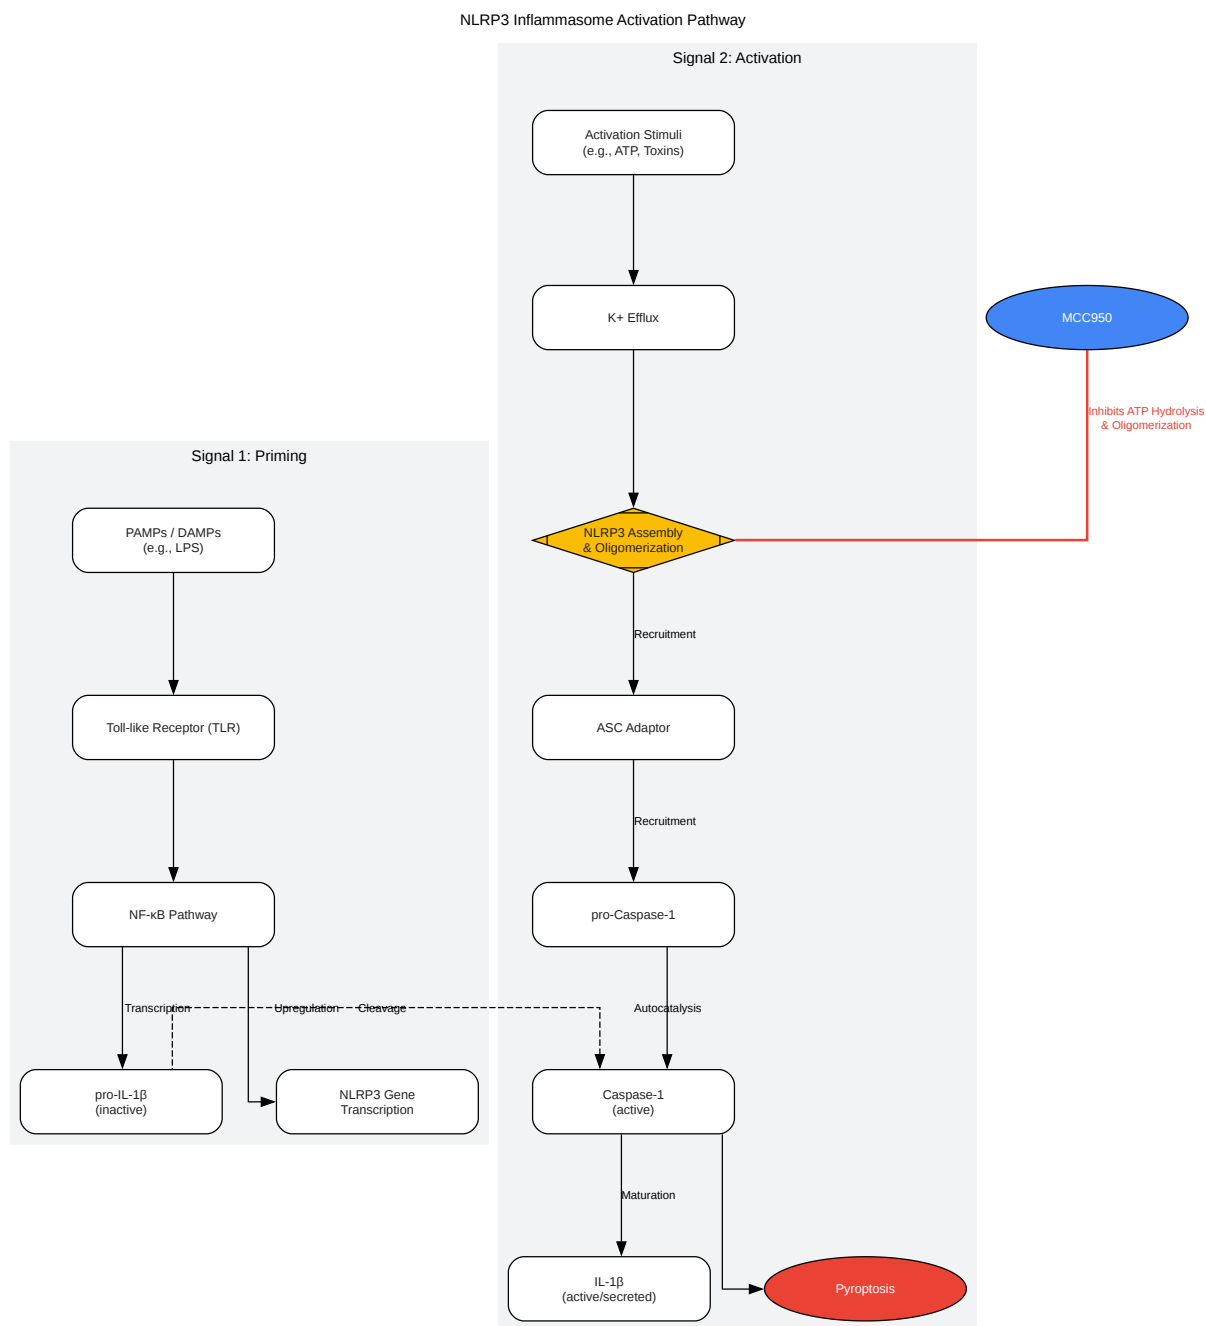 NLRP3 Inflammasome Activation Pathway
Signal 2: Activation
Activation Stimuli
(e.g., ATP, Toxins)
K+ Efflux
MCC950
Inhibits ATP Hydrolysis
& Oligomerization
Signal 1: Priming
PAMPs / DAMPs
(e.g., LPS)
NLRP3 Assembly
& Oligomerization
Recruitment
Toll-like Receptor (TLR)
ASC Adaptor
Recruitment
NF-κB Pathway
pro-Caspase-1
Transcription
Upregulation
Cleavage
Autocatalysis
pro-IL-1β
(inactive)
NLRP3 Gene
Transcription
Caspase-1
(active)
Maturation
IL-1β
(active/secreted)
Pyroptosis